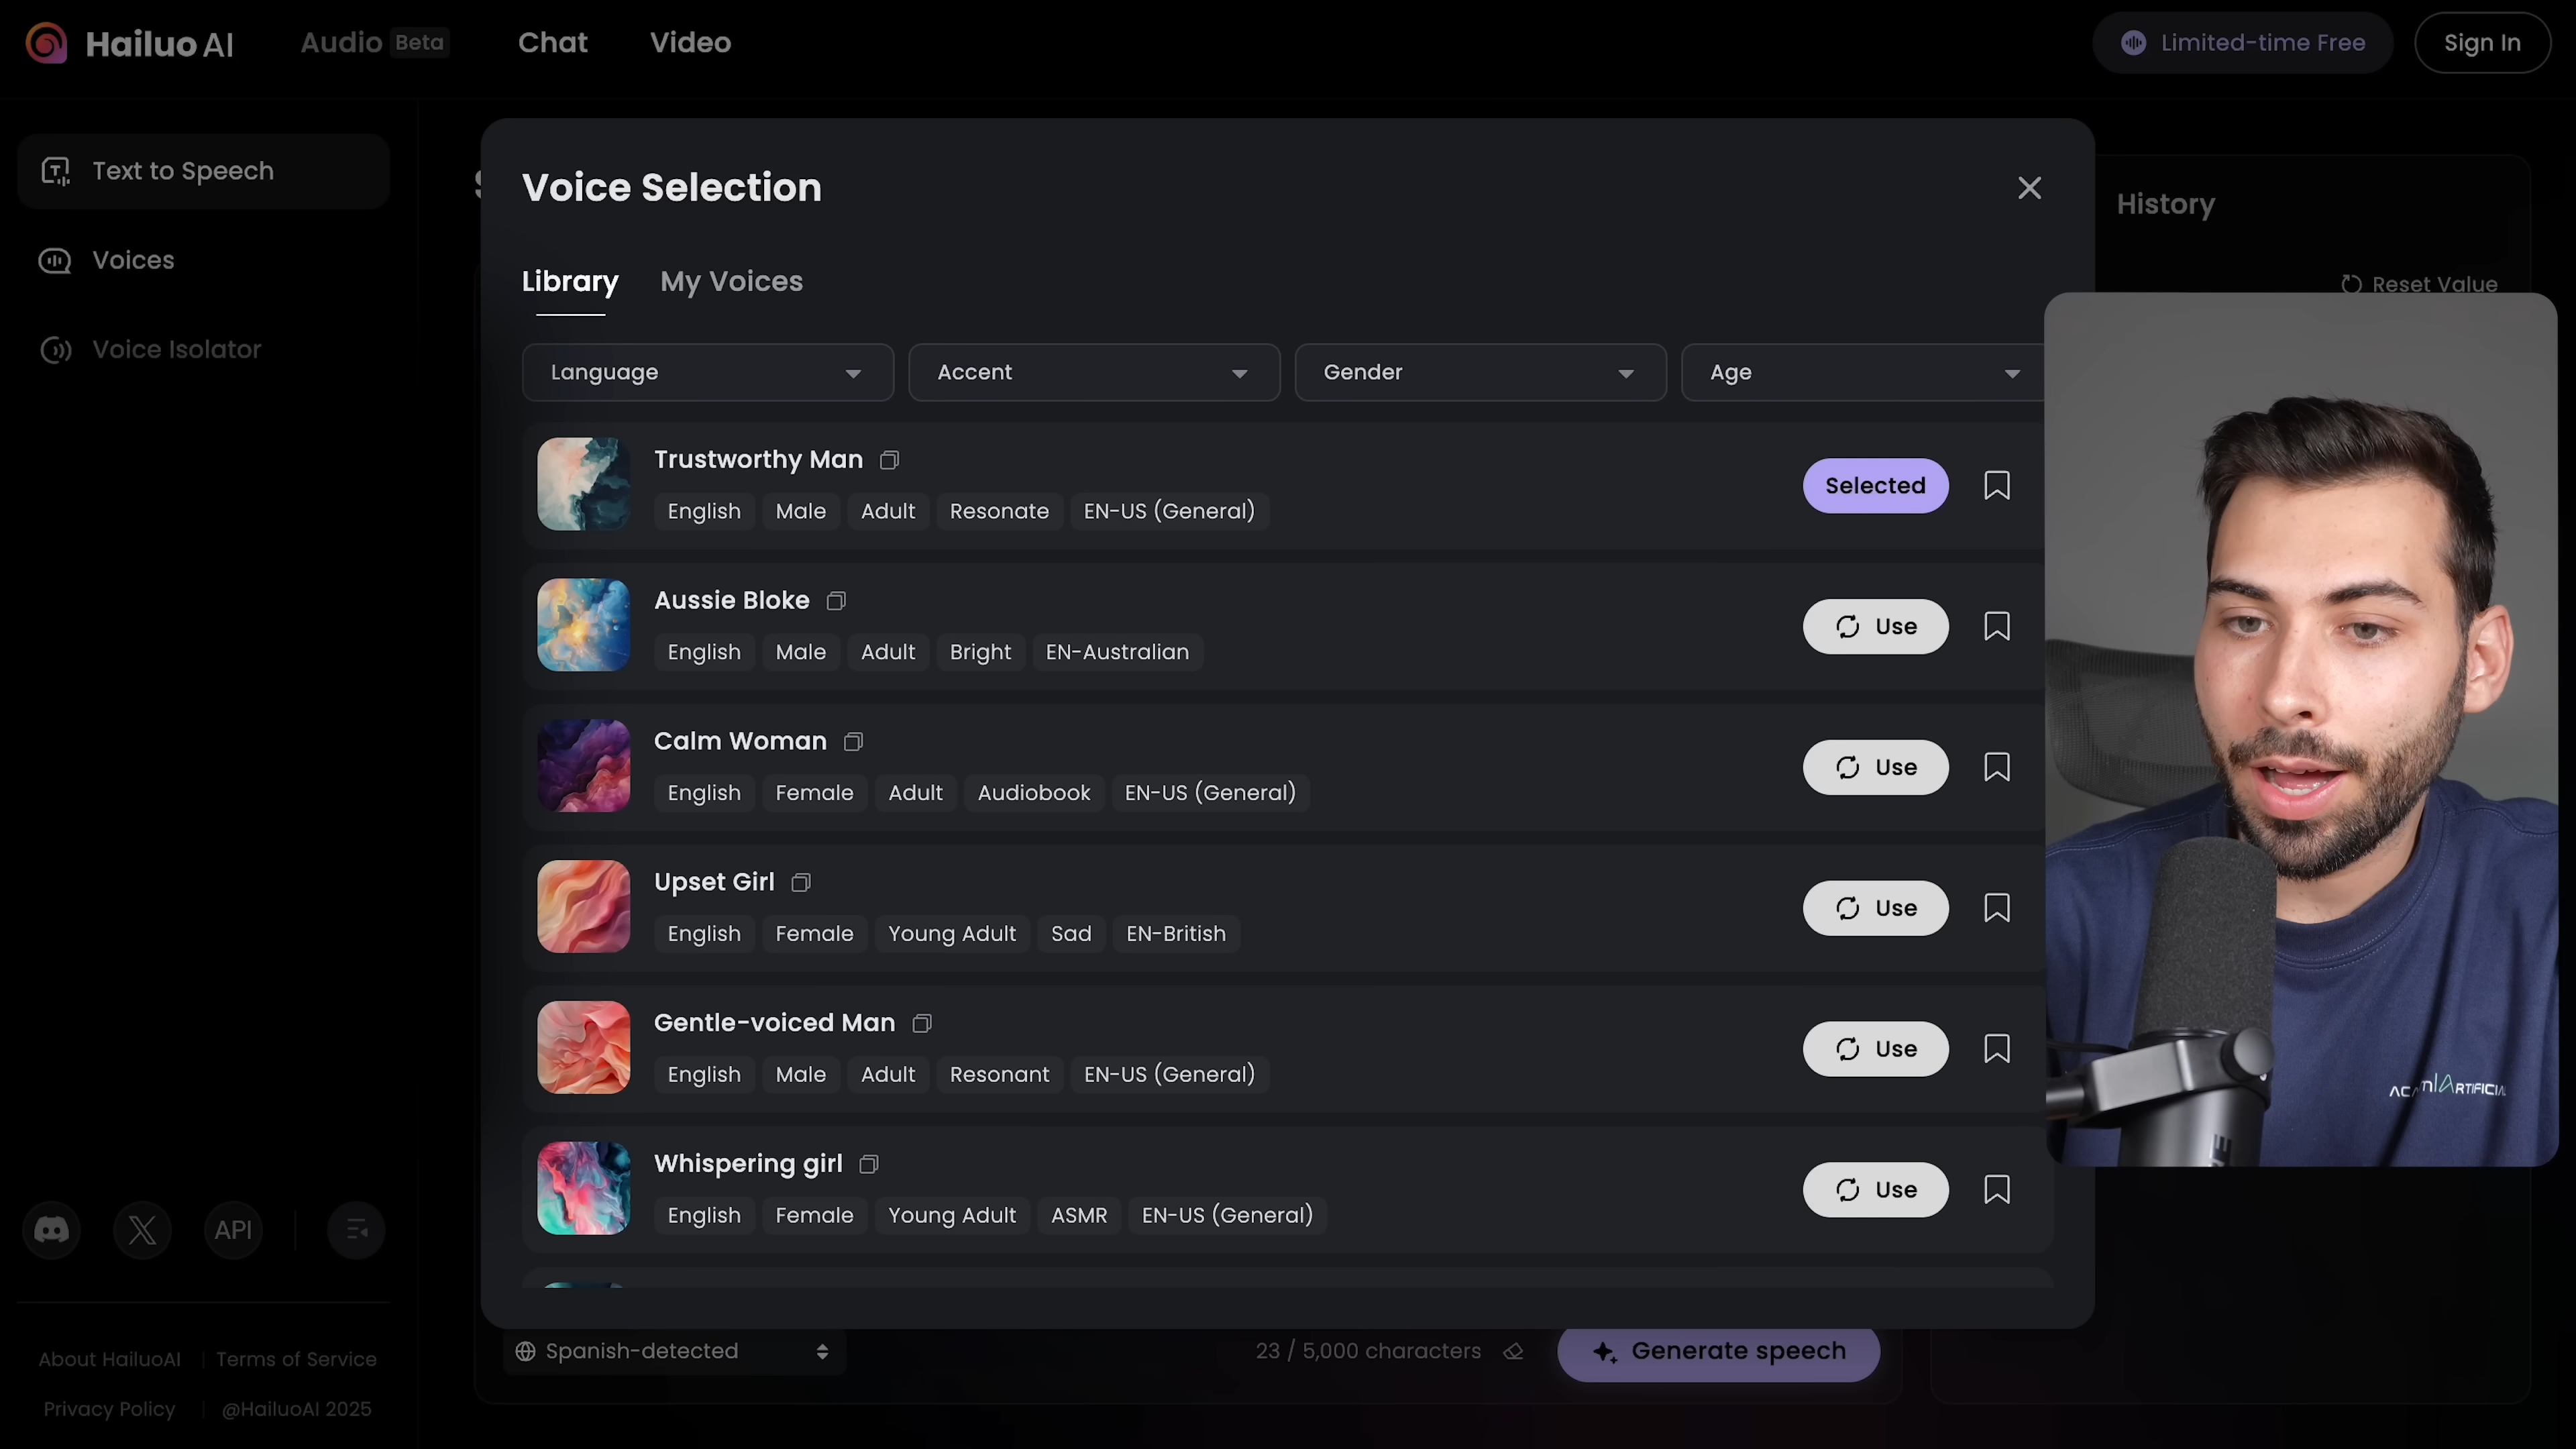 Hailuo AI
Audio Beta
Chat
Video
Limited-time Free
Sign In
Text to Speech
Voices
Voice Isolator
Voice Selection
Library
My Voices
Language
Accent
Gender
Age
Trustworthy Man
English Male Adult Resonate EN-US (General)
Selected
Aussie Bloke
English Male Adult Bright EN-Australian
Use
Calm Woman
English Female Adult Audiobook EN-US (General)
Use
Upset Girl
English Female Young Adult Sad EN-British
Use
Gentle-voiced Man
English Male Adult Resonant EN-US (General)
Use
Whispering girl
English Female Young Adult ASMR EN-US (General)
Use
History
Reset Value
API
About HailuoAI | Terms of Service
Privacy Policy | @HailuoAI 2025
Spanish-detected
23 / 5,000 characters
Generate speech